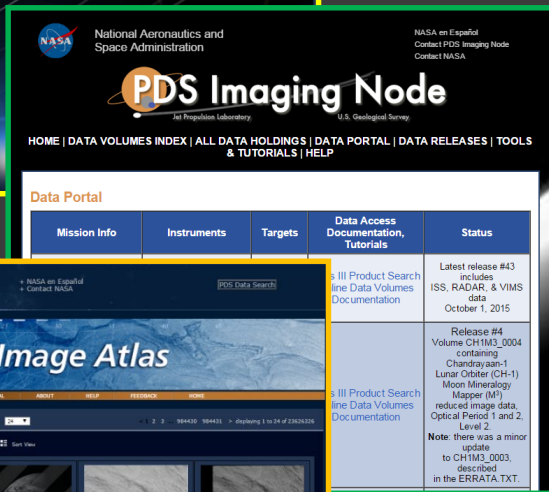 NASA
National Aeronautics and
Space Administration
NASA en Español
Contact PDS Imaging Node
Contact NASA
PDS Imaging Node
Jet Propulsion Laboratory
U.S. Geological Survey
HOME | DATA VOLUMES INDEX | ALL DATA HOLDINGS | DATA PORTAL | DATA RELEASES | TOOLS
& TUTORIALS | HELP
Data Portal
Mission Info
Instruments
Targets
Data Access
Documentation,
Tutorials
Status
s III Product Search
line Data Volumes
Documentation
Latest release #43
includes
ISS, RADAR, & VIMS
data
October 1, 2015
s III Product Search
line Data Volumes
Documentation
Release #4
Volume CH1M3_0004
containing
Chandrayaan-1
Lunar Orbiter (CH-1)
Moon Mineralogy
Mapper (M³)
reduced image data,
Optical Period 1 and 2,
Level 2.
Note: there was a minor
update
to CH1M3_0003,
described
in the ERRATA.TXT.
+ NASA en Español
+ Contact NASA
PDS Data Search
Image Atlas
AL ABOUT HELP FEEDBACK HOME
24
1 2 3 ... 984430 984431 > displaying 1 to 24 of 23626326
Sort View